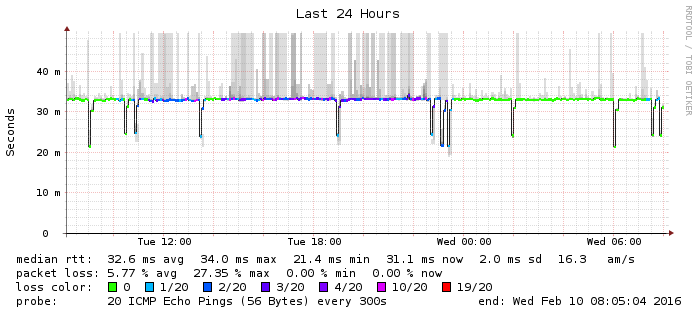 Last 24 Hours
RRDTOOL / TOBI OETIKER
Seconds
40 m
30 m
20 m
10 m
0
Tue 12:00 Tue 18:00 Wed 00:00 Wed 06:00
median rtt: 32.6 ms avg 34.0 ms max 21.4 ms min 31.1 ms now 2.0 ms sd 16.3 am/s
packet loss: 5.77 % avg 27.35 % max 0.00 % min 0.00 % now
loss color: 0 1/20 2/20 3/20 4/20 10/20 19/20
probe: 20 ICMP Echo Pings (56 Bytes) every 300s end: Wed Feb 10 08:05:04 2016